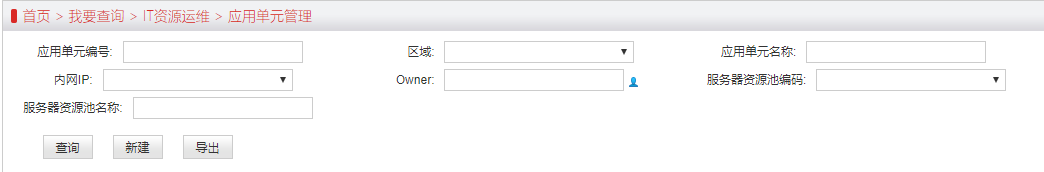 首页 > 我要查询 > IT资源运维 > 应用单元管理
应用单元编号: 区域: 应用单元名称:
内网IP: Owner: 服务器资源池编码:
服务器资源池名称:
查询 新建 导出